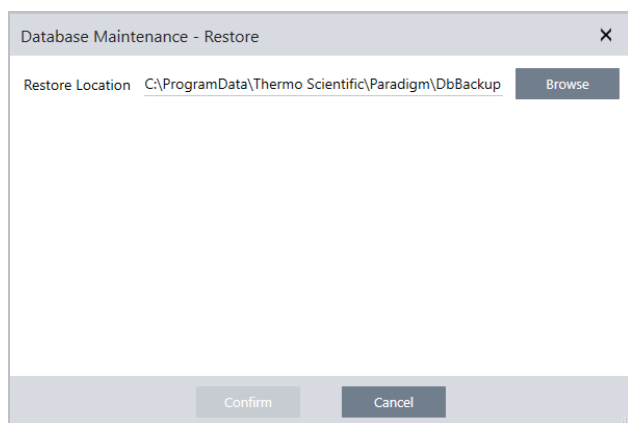 Database Maintenance - Restore
Restore Location C:\ProgramData\Thermo Scientific\Paradigm\DbBackup Browse
Confirm Cancel